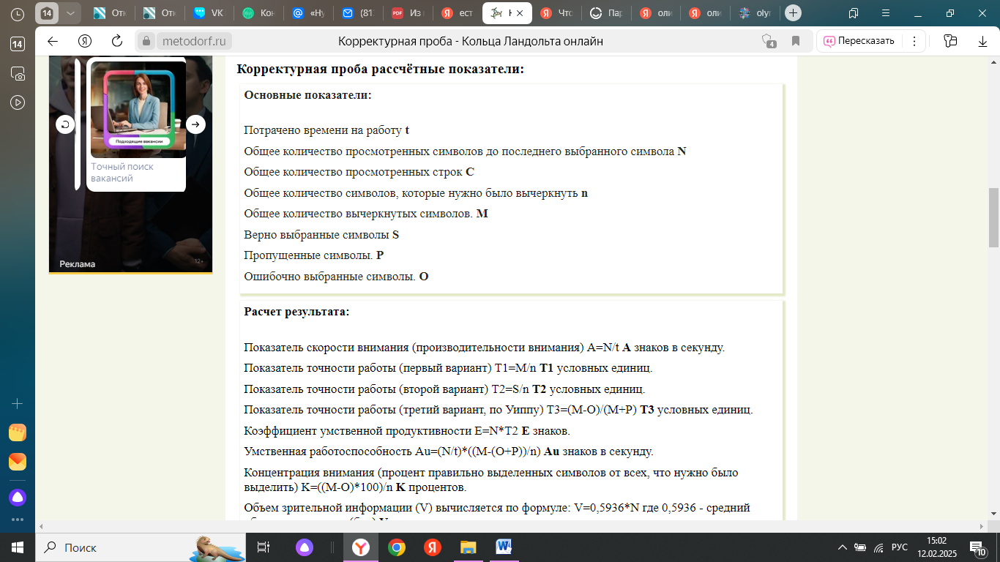 14
Отк
Отк
VK
Кон
«Ну
(81
PDF
Из
ест
К
Что
Пар
оли
оли
olyn
metodorf.ru
Корректурная проба - Кольца Ландольта онлайн
4
Пересказать
14
Подходящие вакансии
Точный поиск
вакансий
Реклама
12+
Корректурная проба рассчётные показатели:
Основные показатели:
Потрачено времени на работу t
Общее количество просмотренных символов до последнего выбранного символа N
Общее количество просмотренных строк C
Общее количество символов, которые нужно было вычеркнуть n
Общее количество вычеркнутых символов. M
Верно выбранные символы S
Пропущенные символы. P
Ошибочно выбранные символы. O
Расчет результата:
Показатель скорости внимания (производительности внимания) A=N/t A знаков в секунду.
Показатель точности работы (первый вариант) T1=M/n T1 условных единиц.
Показатель точности работы (второй вариант) T2=S/n T2 условных единиц.
Показатель точности работы (третий вариант, по Уиппу) T3=(M-O)/(M+P) T3 условных единиц.
Коэффициент умственной продуктивности E=N*T2 E знаков.
Умственная работоспособность Au=(N/t)*((M-(O+P))/n) Au знаков в секунду.
Концентрация внимания (процент правильно выделенных символов от всех, что нужно было
выделить) K=((M-O)*100)/n K процентов.
Объем зрительной информации (V) вычисляется по формуле: V=0,5936*N где 0,5936 - средний
Поиск
РУС
15:02
12.02.2025
10